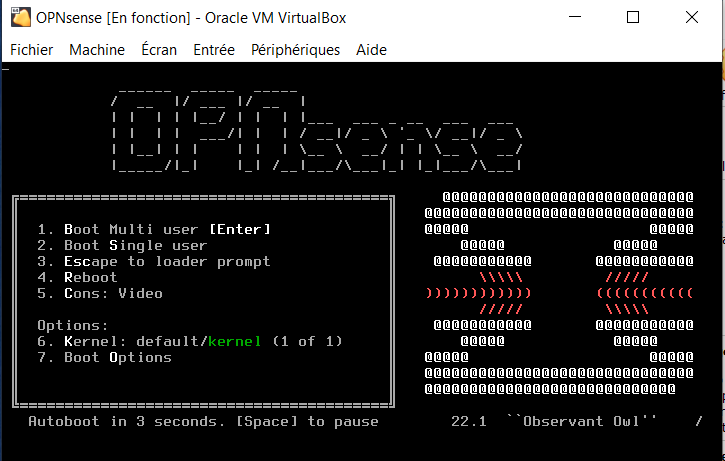 OPNsense [En fonction] - Oracle VM VirtualBox
Fichier Machine Écran Entrée Périphériques Aide
OPNsense
1. Boot Multi user [Enter]
2. Boot Single user
3. Escape to loader prompt
4. Reboot
5. Cons: Video
Options:
6. Kernel: default/kernel (1 of 1)
7. Boot Options
Autoboot in 3 seconds. [Space] to pause
22.1 ``Observant Owl'' /